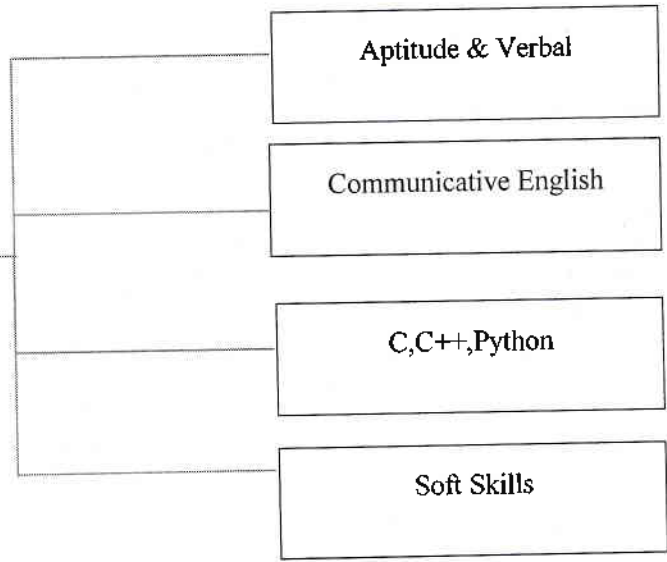 Aptitude & Verbal
Communicative English
C,C++,Python
Soft Skills